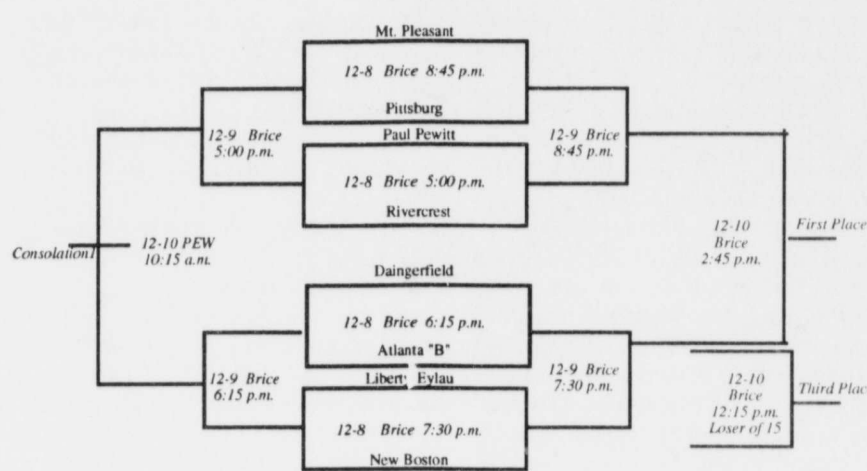 Mt. Pleasant
12-8 Brice 8:45 p.m.
Pittsburg
Paul Pewitt
12-9 Brice
5:00 p.m.
12-9 Brice
8:45 p.m.
12-8 Brice 5:00 p.m.
Rivercrest
Consolation1
12-10 PEW
10:15 a.m.
12-10
Brice
2:45 p.m.
First Place
Daingerfield
12-8 Brice 6:15 p.m.
Atlanta "B"
Liberty Eylau
12-9 Brice
6:15 p.m.
12-9 Brice
7:30 p.m.
12-8 Brice 7:30 p.m.
New Boston
12-10
Brice
12:15 p.m.
Loser of 15
Third Plac